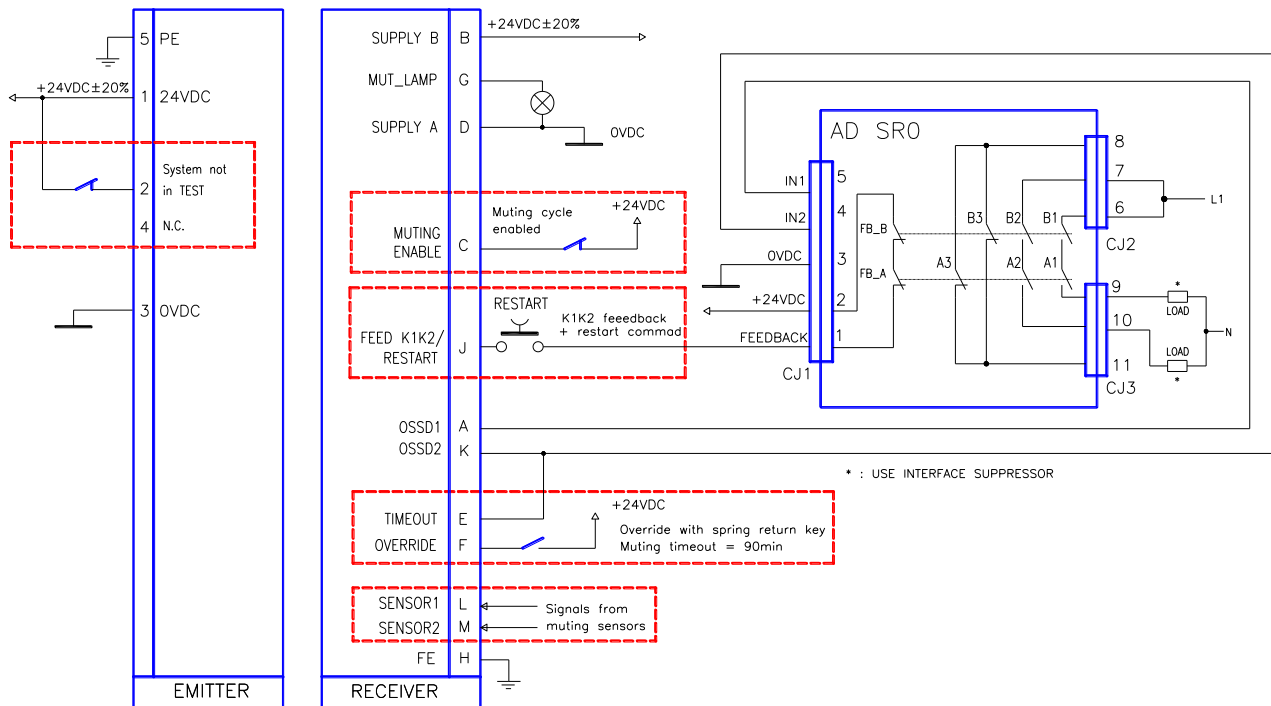 5 PE
+24VDC±20%
1 24VDC
System not
in TEST
2
4 N.C.
3 0VDC
EMITTER
SUPPLY B B
+24VDC±20%
MUT_LAMP G
SUPPLY A D
0VDC
Muting cycle
enabled
+24VDC
MUTING
ENABLE C
RESTART
K1K2 feeedback
+ restart commad
FEED K1K2/
RESTART J
OSSD1 A
OSSD2 K
TIMEOUT E
+24VDC
OVERRIDE F
Override with spring return key
Muting timeout = 90min
SENSOR1 L
SENSOR2 M
Signals from
muting sensors
FE H
RECEIVER
AD SR0
IN1 5
IN2 4
0VDC 3
+24VDC 2
FEEDBACK 1
CJ1
FB_B
FB_A
B3 B2 B1
A3 A2 A1
8
7
6
CJ2
L1
9
10
11
CJ3
*
LOAD
N
LOAD
*
* : USE INTERFACE SUPPRESSOR